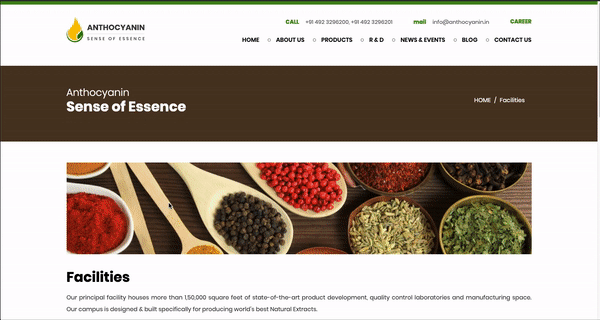 ANTHOCYANIN
SENSE OF ESSENCE
CALL +91 492 3296200, +91 492 3296201 mail info@anthocyanin.in CAREER
HOME ABOUT US PRODUCTS R & D NEWS & EVENTS BLOG CONTACT US
Anthocyanin
Sense of Essence
HOME / Facilities
Facilities
Our principal facility houses more than 1,50,000 square feet of state-of-the-art product development, quality control laboratories and manufacturing space.
Our campus is designed & built specifically for producing world's best Natural Extracts.